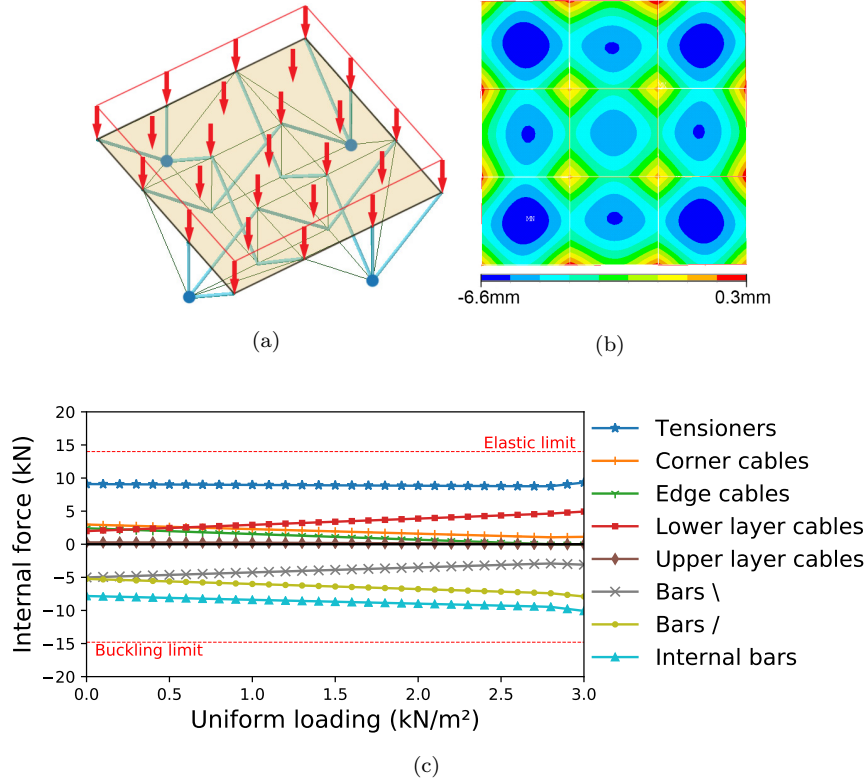 (a)
MN
-6.6mm
0.3mm
(b)
20
15
10
5
0
−5
−10
−15
−20
Internal force (kN)
Elastic limit
Buckling limit
0.0
0.5
1.0
1.5
2.0
2.5
3.0
Uniform loading (kN/m²)
Tensioners
Corner cables
Edge cables
Lower layer cables
Upper layer cables
Bars \
Bars /
Internal bars
(c)